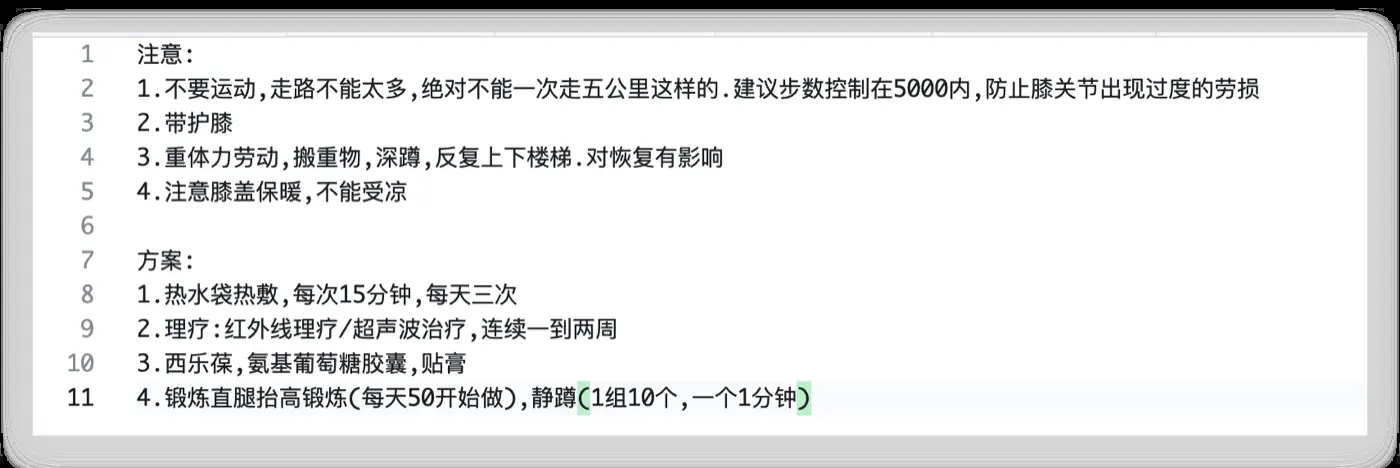 1 注意:
2 1.不要运动,走路不能太多,绝对不能一次走五公里这样的.建议步数控制在5000内,防止膝关节出现过度的劳损
3 2.带护膝
4 3.重体力劳动,搬重物,深蹲,反复上下楼梯.对恢复有影响
5 4.注意膝盖保暖,不能受凉
6
7 方案:
8 1.热水袋热敷,每次15分钟,每天三次
9 2.理疗:红外线理疗/超声波治疗,连续一到两周
10 3.西乐葆,氨基葡萄糖胶囊,贴膏
11 4.锻炼直腿抬高锻炼(每天50开始做),静蹲(1组10个,一个1分钟)